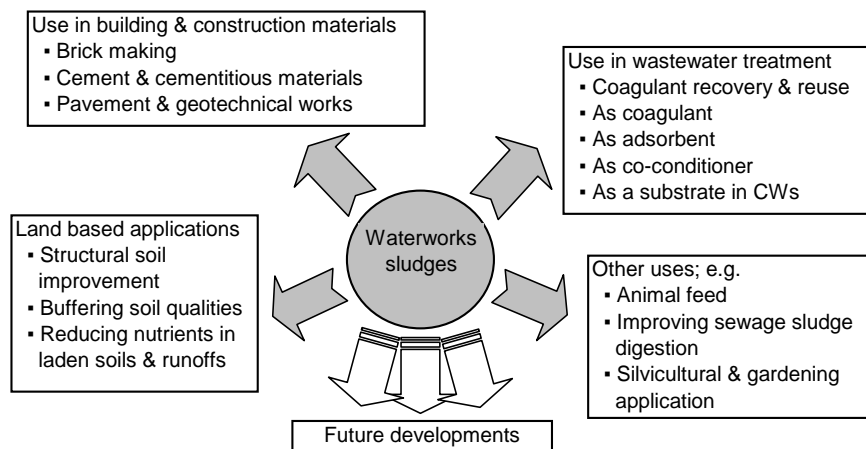 Use in building & construction materials
▪ Brick making
▪ Cement & cementitious materials
▪ Pavement & geotechnical works
Use in wastewater treatment
▪ Coagulant recovery & reuse
▪ As coagulant
▪ As adsorbent
▪ As co-conditioner
▪ As a substrate in CWs
Waterworks
sludges
Land based applications
▪ Structural soil
improvement
▪ Buffering soil qualities
▪ Reducing nutrients in
laden soils & runoffs
Other uses; e.g.
▪ Animal feed
▪ Improving sewage sludge
digestion
▪ Silvicultural & gardening
application
Future developments